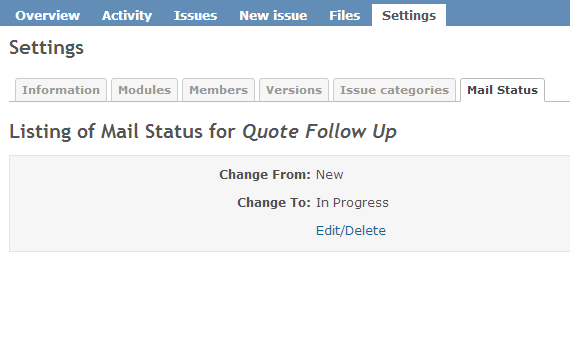 Overview Activity Issues New issue Files Settings
Settings
Information Modules Members Versions Issue categories Mail Status
Listing of Mail Status for Quote Follow Up
Change From: New
Change To: In Progress
Edit/Delete